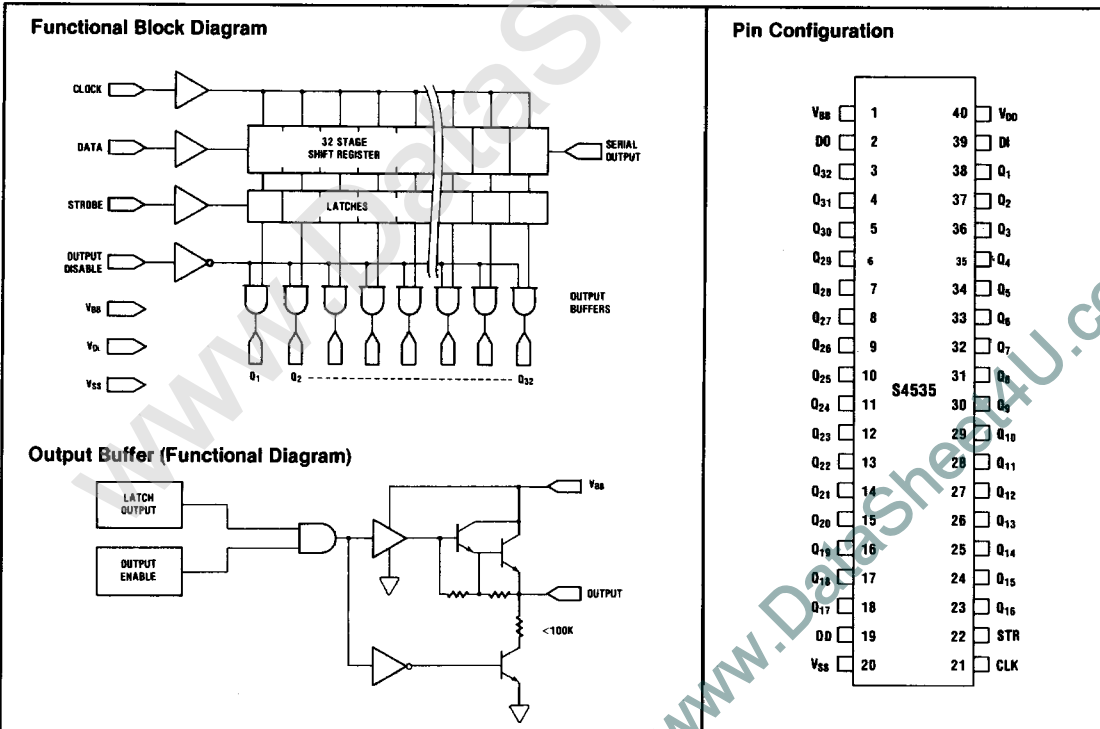 Functional Block Diagram
CLOCK
DATA
STROBE
OUTPUT
DISABLE
VBB
VDL
VSS
32 STAGE
SHIFT REGISTER
LATCHES
SERIAL
OUTPUT
OUTPUT
BUFFERS
Q1 Q2 Q32
Output Buffer (Functional Diagram)
LATCH
OUTPUT
OUTPUT
ENABLE
VBB
OUTPUT
<100K
Pin Configuration
S4535
VBB 1 40 VDD
DO 2 39 DI
Q32 3 38 Q1
Q31 4 37 Q2
Q30 5 36 Q3
Q29 6 35 Q4
Q28 7 34 Q5
Q27 8 33 Q6
Q26 9 32 Q7
Q25 10 31 Q8
Q24 11 30 Q9
Q23 12 29 Q10
Q22 13 28 Q11
Q21 14 27 Q12
Q20 15 26 Q13
Q19 16 25 Q14
Q18 17 24 Q15
Q17 18 23 Q16
OD 19 22 STR
VSS 20 21 CLK
www.DataSh
www.DataSheet4U.co